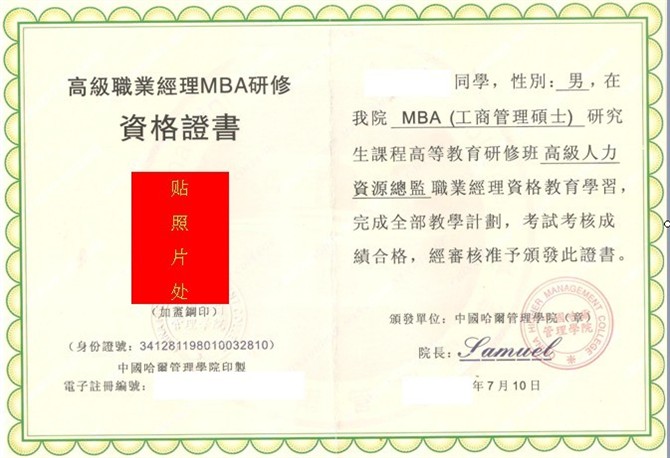 高級職業經理MBA研修
資格證書
贴
照
片
处
(加蓋鋼印)
(身份證號：341281198010032810)
中國哈爾管理學院印製
電子註冊編號：
同學，性別：男，在
我院 MBA (工商管理碩士) 研究
生課程高等教育研修班高級人力
資源總監職業經理資格教育學習，
完成全部教學計劃，考試考核成
績合格，經審核准予頒發此證書。
頒發單位：中國哈爾管理學院（章）
院長：Samuel
年7月10日
MANAGEMENT COLLEGE
管理學院